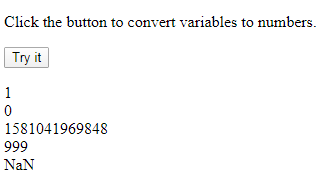 Click the button to convert variables to numbers.
Try it
1
0
1581041969848
999
NaN